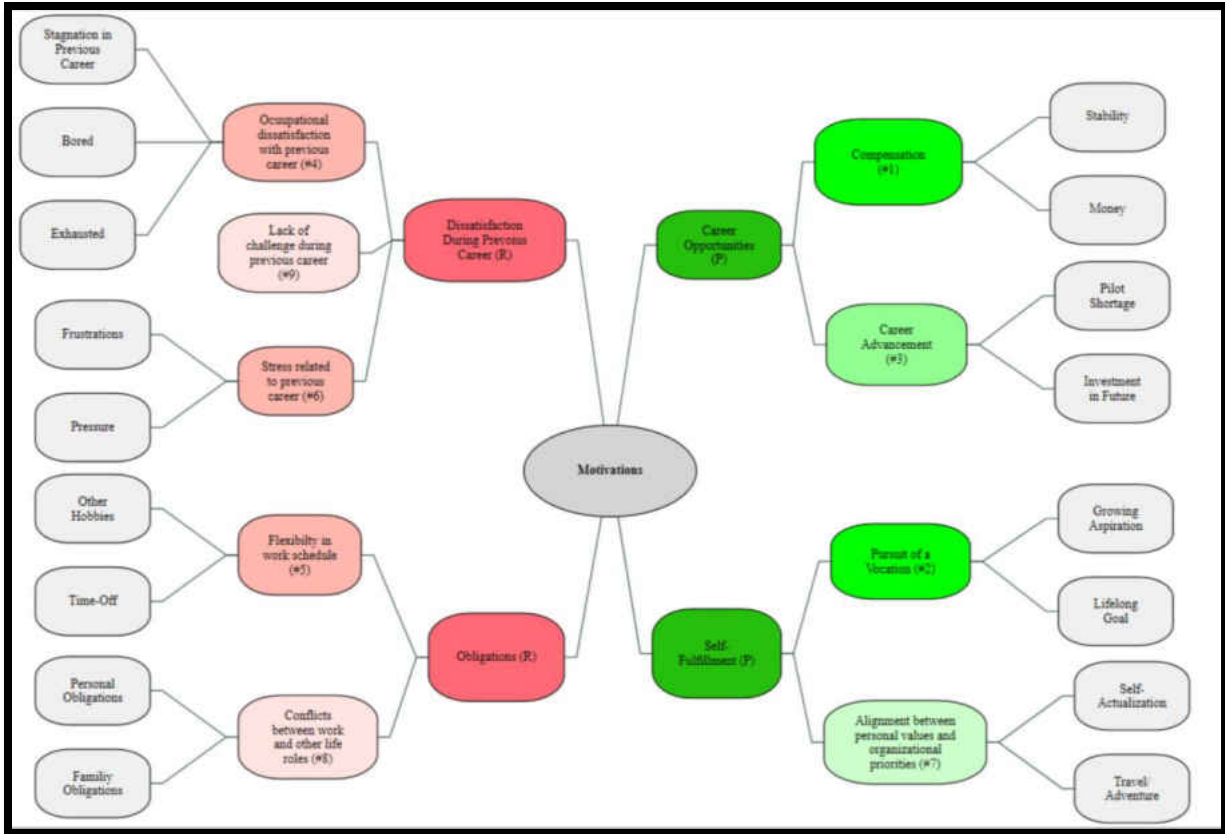 Stagnation in
Previous
Career
Bored
Exhausted
Occupational
dissatisfaction
with previous
career (#4)
Lack of
challenge during
previous career
(#9)
Frustrations
Pressure
Stress related
to previous
career (#6)
Dissatisfaction
During Prevous
Career (R)
Other
Hobbies
Time-Off
Flexibilty in
work schedule
(#5)
Personal
Obligations
Familiy
Obligations
Conflicts
between work
and other life
roles (#8)
Obligations (R)
Motivations
Career
Opportunities
(P)
Compensation
(#1)
Stability
Money
Career
Advancement
(#3)
Pilot
Shortage
Investment
in Future
Self-
Fulfillment (P)
Pursuit of a
Vocation (#2)
Growing
Aspiration
Lifelong
Goal
Alignment between
personal values and
organizational
priorities (#7)
Self-
Actualization
Travel/
Adventure